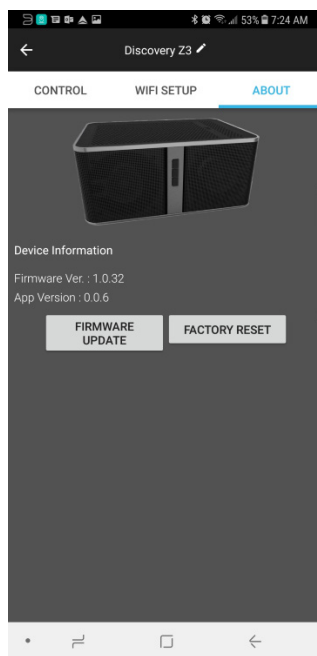 53% 7:24 AM
Discovery Z3
CONTROL WIFI SETUP ABOUT
Device Information
Firmware Ver. : 1.0.32
App Version : 0.0.6
FIRMWARE
UPDATE
FACTORY RESET